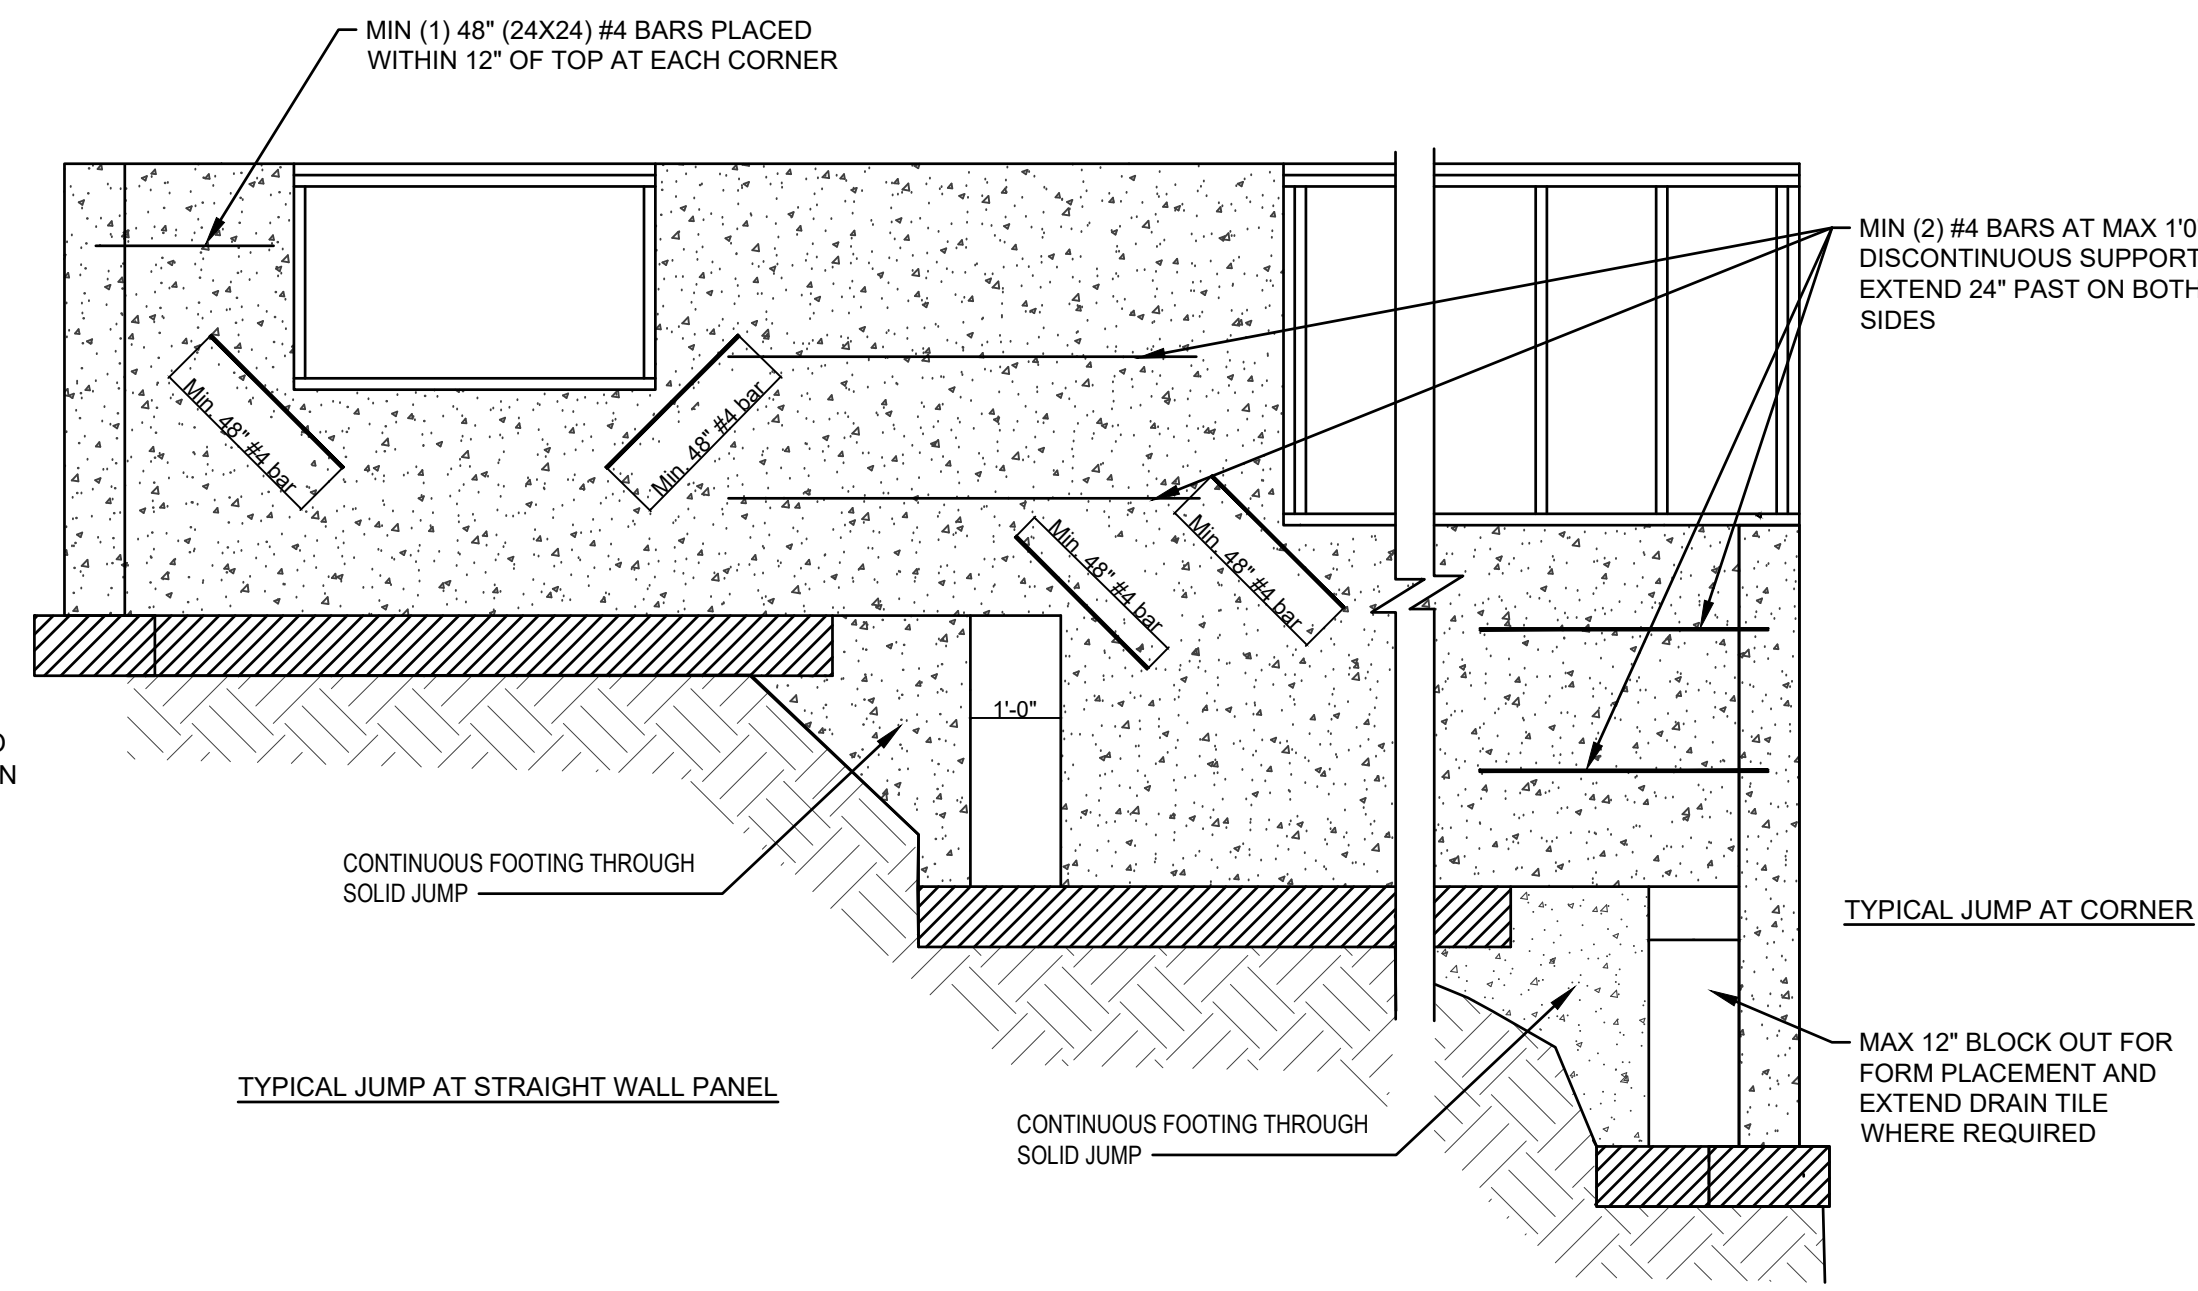 MIN (1) 48" (24X24) #4 BARS PLACED
WITHIN 12" OF TOP AT EACH CORNER
MIN (2) #4 BARS AT MAX 1'0
DISCONTINUOUS SUPPORT
EXTEND 24" PAST ON BOTH
SIDES
Min. 48" #4 bar
Min. 48" #4 bar
Min. 48" #4 bar
Min. 48" #4 bar
1'-0"
CONTINUOUS FOOTING THROUGH
SOLID JUMP
TYPICAL JUMP AT CORNER
TYPICAL JUMP AT STRAIGHT WALL PANEL
MAX 12" BLOCK OUT FOR
FORM PLACEMENT AND
EXTEND DRAIN TILE
WHERE REQUIRED
CONTINUOUS FOOTING THROUGH
SOLID JUMP